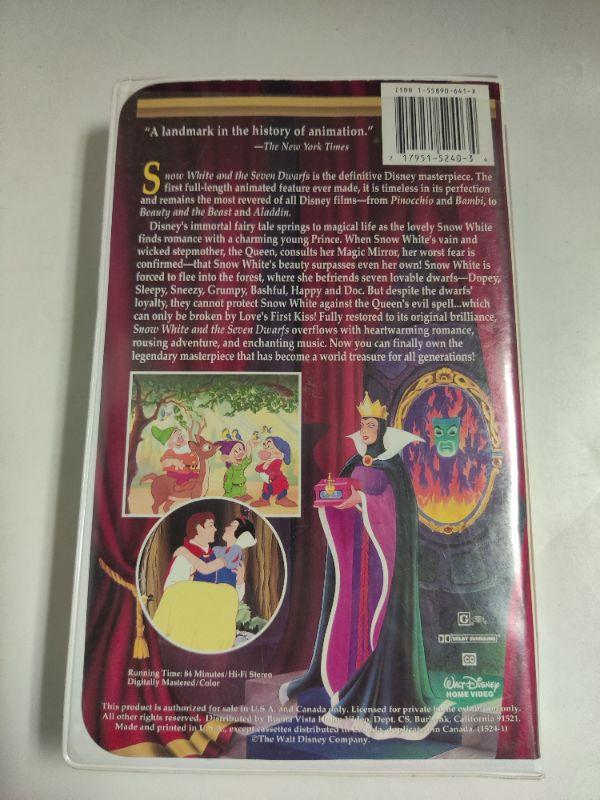 ISBN 1-55890-641-X
7 17951-5240-3 4
"A landmark in the history of animation."
—The New York Times
Snow White and the Seven Dwarfs is the definitive Disney masterpiece. The
first full-length animated feature ever made, it is timeless in its perfection
and remains the most revered of all Disney films—from Pinocchio and Bambi, to
Beauty and the Beast and Aladdin.
Disney's immortal fairy tale springs to magical life as the lovely Snow White
finds romance with a charming young Prince. When Snow White's vain and
wicked stepmother, the Queen, consults her Magic Mirror, her worst fear is
confirmed—that Snow White's beauty surpasses even her own! Snow White is
forced to flee into the forest, where she befriends seven lovable dwarfs—Dopey,
Sleepy, Sneezy, Grumpy, Bashful, Happy and Doc. But despite the dwarfs'
loyalty, they cannot protect Snow White against the Queen's evil spell...which
can only be broken by Love's First Kiss! Fully restored to its original brilliance,
Snow White and the Seven Dwarfs overflows with heartwarming romance,
rousing adventure, and enchanting music. Now you can finally own the
legendary masterpiece that has become a world treasure for all generations!
G
DOLBY SURROUND
CC
Running Time: 84 Minutes/Hi-Fi Stereo
Digitally Mastered/Color
Walt Disney
HOME VIDEO
This product is authorized for sale in U.S.A. and Canada only. Licensed for private home exhibition only.
All other rights reserved. Distributed by Buena Vista Home Video, Dept. CS, Burbank, California 91521.
Made and printed in U.S.A., except cassettes distributed in Canada, duplicated in Canada. (1524-1)
©The Walt Disney Company.